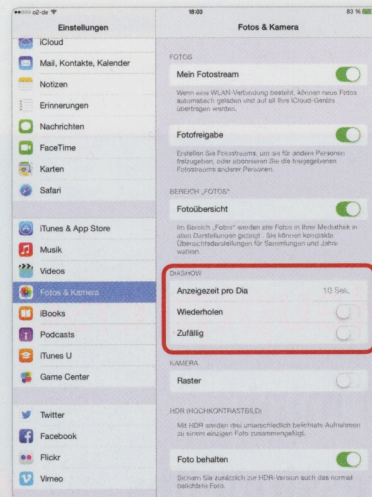 o2-de
18:03
83 %
Einstellungen
Fotos & Kamera
iCloud
Mail, Kontakte, Kalender
Notizen
Erinnerungen
Nachrichten
FaceTime
Karten
Safari
iTunes & App Store
Musik
Videos
Fotos & Kamera
iBooks
Podcasts
iTunes U
Game Center
Twitter
Facebook
Flickr
Vimeo
FOTOS
Mein Fotostream
Wenn eine WLAN-Verbindung besteht, können neue Fotos
automatisch geladen und auf all Ihre iCloud-Geräte
übertragen werden.
Fotofreigabe
Erstellen Sie Fotostreams, um sie für andere Personen
freizugeben, oder abonnieren Sie die freigegebenen
Fotostreams anderer Personen.
BEREICH „FOTOS“
Fotoübersicht
Im Bereich „Fotos“ werden alle Fotos in Ihrer Mediathek in
allen Darstellungen gezeigt. Sie können kompakte
Übersichtsdarstellungen für Sammlungen und Jahre
wählen.
DIASHOW
Anzeigezeit pro Dia
10 Sek.
Wiederholen
Zufällig
KAMERA
Raster
HDR (HOCHKONTRASTBILD)
Mit HDR werden drei unterschiedlich belichtete Aufnahmen
zu einem einzigen Foto zusammengefügt.
Foto behalten
Sichern Sie zusätzlich zur HDR-Version auch das normal
belichtete Foto.